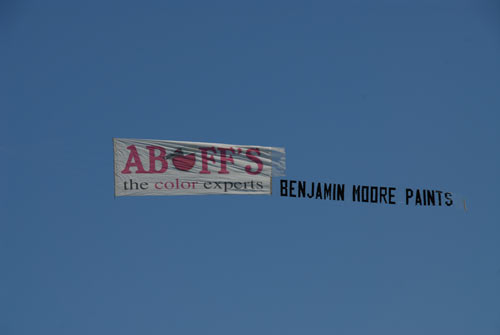 ABOFF'S
the color experts
BENJAMIN MOORE PAINTS